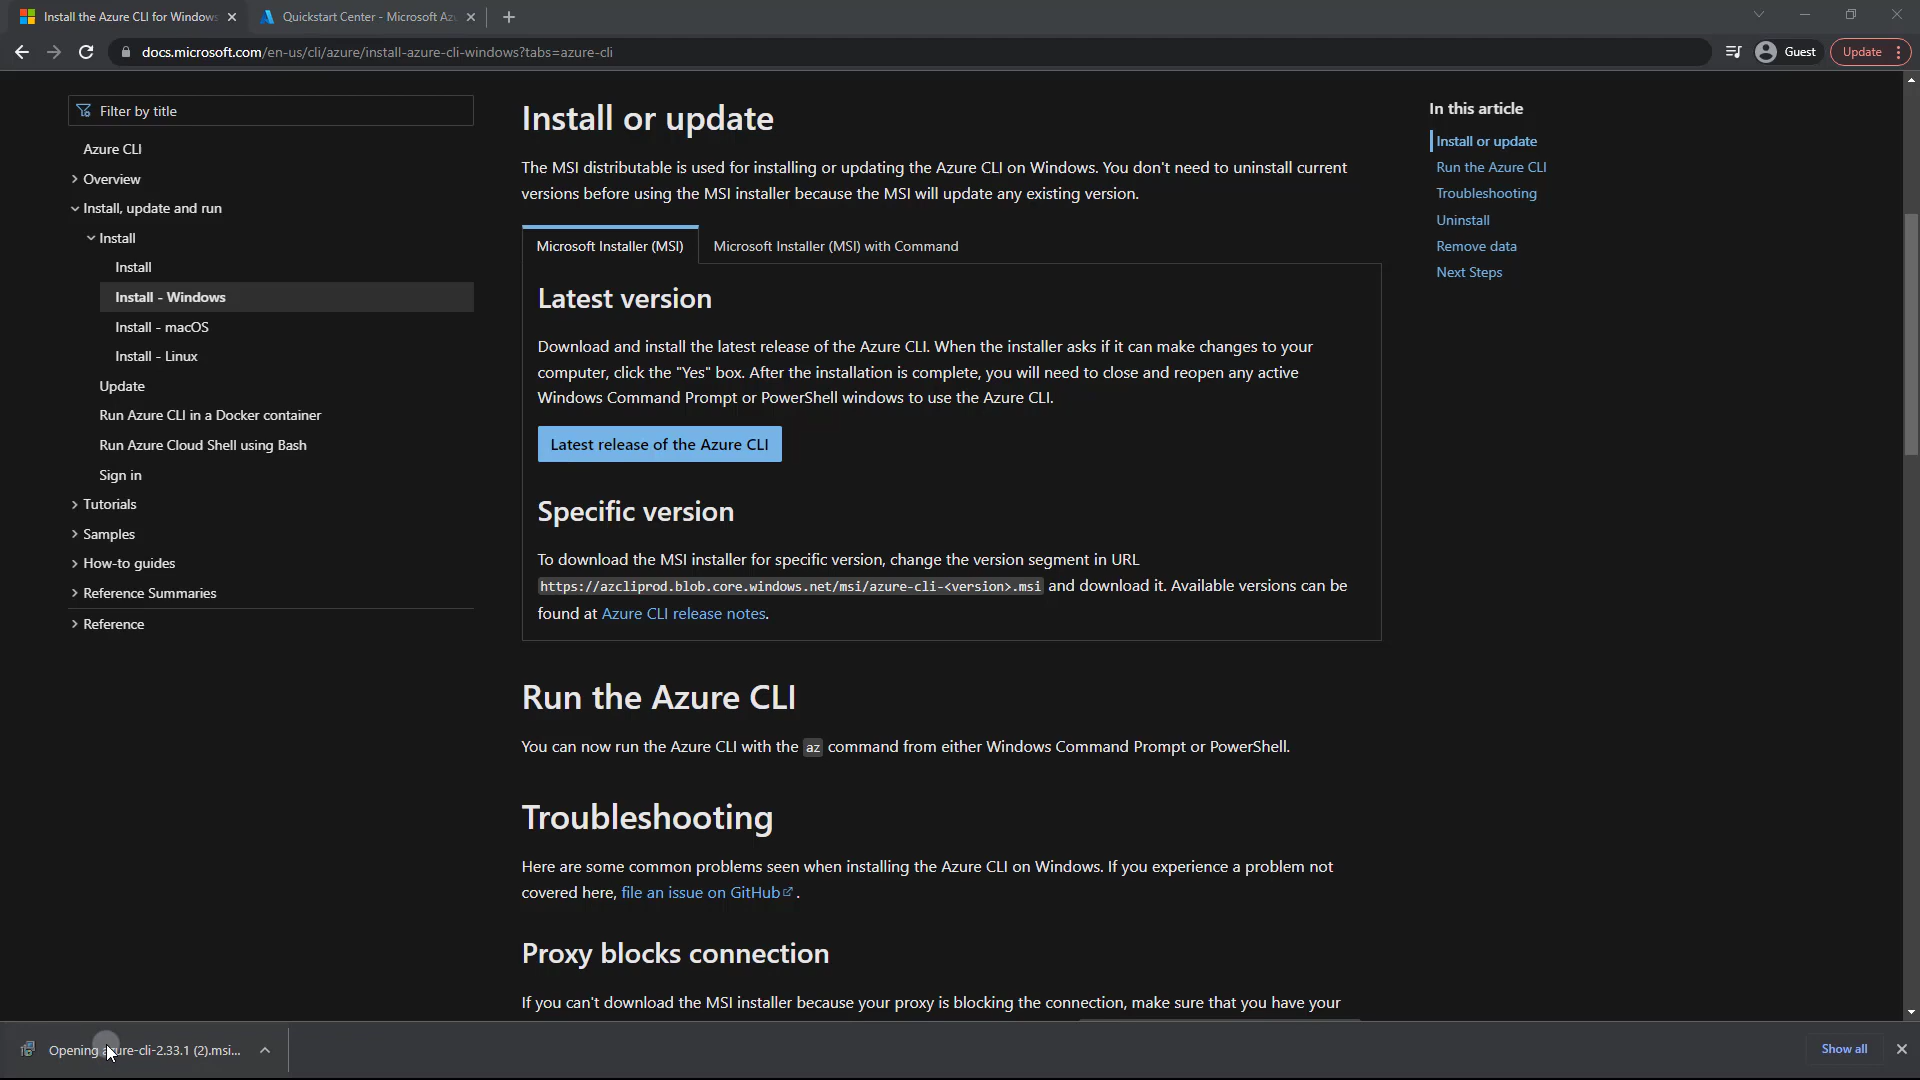 Install the Azure CLI for Windows
Quickstart Center - Microsoft Az
docs.microsoft.com/en-us/cli/azure/install-azure-cli-windows?tabs=azure-cli
Guest
Update
Filter by title
Azure CLI
Overview
Install, update and run
Install
Install
Install - Windows
Install - macOS
Install - Linux
Update
Run Azure CLI in a Docker container
Run Azure Cloud Shell using Bash
Sign in
Tutorials
Samples
How-to guides
Reference Summaries
Reference
Install or update
The MSI distributable is used for installing or updating the Azure CLI on Windows. You don't need to uninstall current
versions before using the MSI installer because the MSI will update any existing version.
Microsoft Installer (MSI)
Microsoft Installer (MSI) with Command
Latest version
Download and install the latest release of the Azure CLI. When the installer asks if it can make changes to your
computer, click the "Yes" box. After the installation is complete, you will need to close and reopen any active
Windows Command Prompt or PowerShell windows to use the Azure CLI.
Latest release of the Azure CLI
Specific version
To download the MSI installer for specific version, change the version segment in URL
https://azcliprod.blob.core.windows.net/msi/azure-cli-<version>.msi and download it. Available versions can be
found at Azure CLI release notes.
Run the Azure CLI
You can now run the Azure CLI with the az command from either Windows Command Prompt or PowerShell.
Troubleshooting
Here are some common problems seen when installing the Azure CLI on Windows. If you experience a problem not
covered here, file an issue on GitHub .
Proxy blocks connection
If you can't download the MSI installer because your proxy is blocking the connection, make sure that you have your
In this article
Install or update
Run the Azure CLI
Troubleshooting
Uninstall
Remove data
Next Steps
Opening azure-cli-2.33.1 (2).msi...
Show all